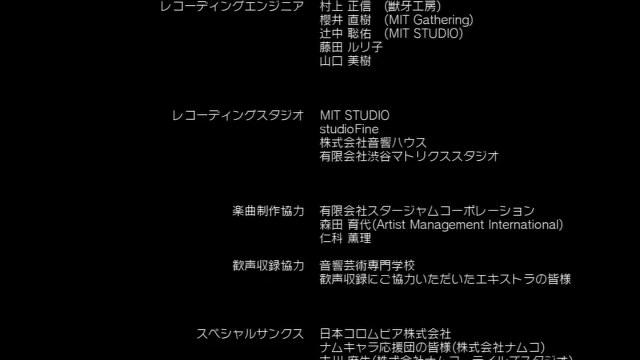 レコーディングエンジニア 村上 正信 (獣牙工房)
櫻井 直樹 (MIT Gathering)
辻中 聡佑 (MIT STUDIO)
藤田 ルリ子
山口 美樹
レコーディングスタジオ MIT STUDIO
studioFine
株式会社音響ハウス
有限会社渋谷マトリクススタジオ
楽曲制作協力 有限会社スタージャムコーポレーション
森田 育代(Artist Management International)
仁科 薫理
歓声収録協力 音響芸術専門学校
歓声収録にご協力いただいたエキストラの皆様
スペシャルサンクス 日本コロムビア株式会社
ナムキャラ応援団の皆様(株式会社ナムコ)